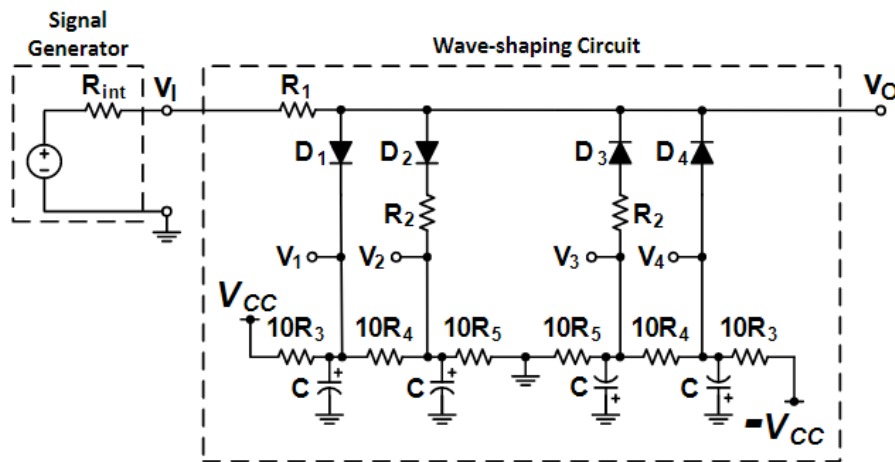 Signal
Generator
Wave-shaping Circuit
R_int V_I R_1 V_O
D_1 D_2 D_3 D_4
+
−
R_2 R_2
V_1 V_2 V_3 V_4
V_CC
10R_3 10R_4 10R_5 10R_5 10R_4 10R_3
C + C + C + C +
-V_CC